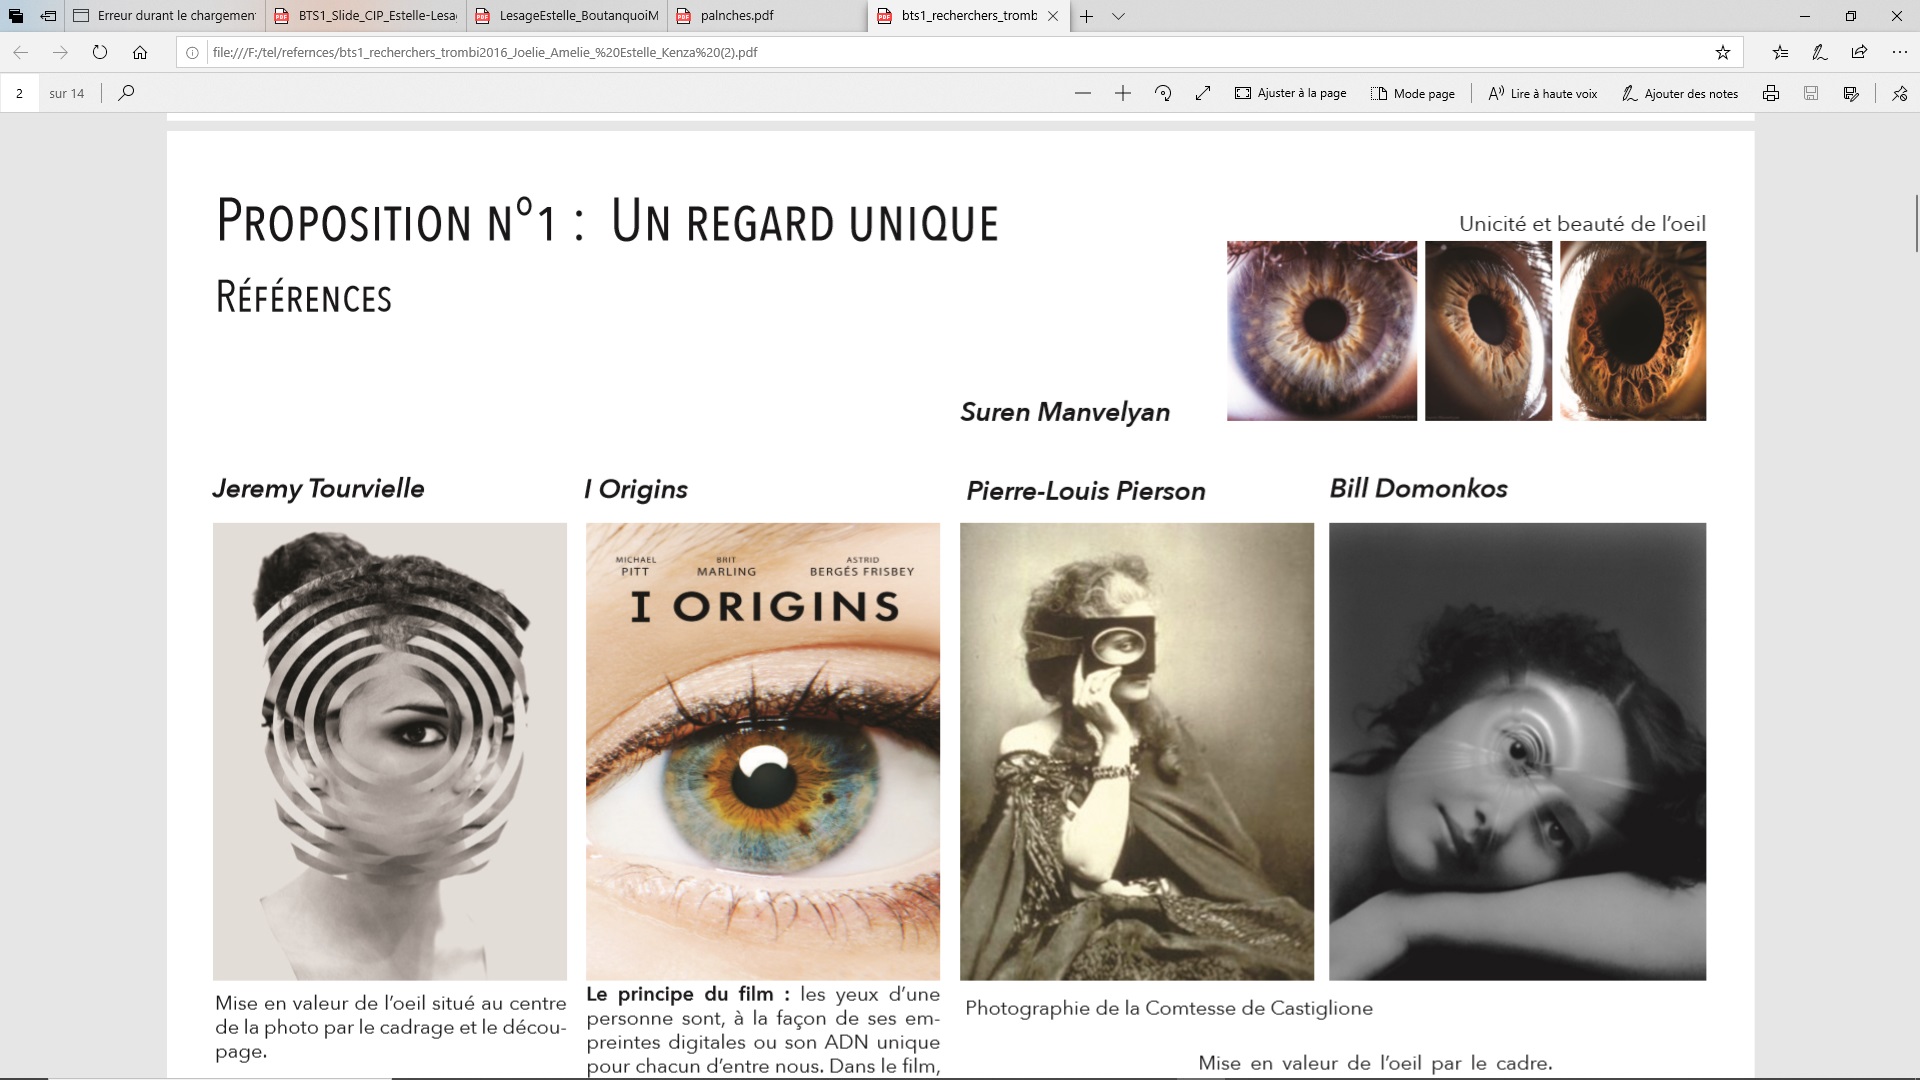 Erreur durant le chargement
BTS1_Slide_CIP_Estelle-Lesa
LesageEstelle_BoutanquoiM
palnches.pdf
bts1_recherchers_tromb
file:///F:/tel/refernces/bts1_recherchers_trombi2016_Joelie_Amelie_%20Estelle_Kenza%20(2).pdf
2 sur 14
Ajuster à la page
Mode page
Lire à haute voix
Ajouter des notes
Proposition n°1 : Un regard unique
Références
Unicité et beauté de l'oeil
Suren Manvelyan
Jeremy Tourvielle
I Origins
Pierre-Louis Pierson
Bill Domonkos
MICHAEL PITT
BRIT MARLING
ASTRID BERGÉS FRISBEY
I ORIGINS
Mise en valeur de l'oeil situé au centre
de la photo par le cadrage et le décou-
page.
Le principe du film : les yeux d'une
personne sont, à la façon de ses em-
preintes digitales ou son ADN unique
pour chacun d'entre nous. Dans le film,
Photographie de la Comtesse de Castiglione
Mise en valeur de l'oeil par le cadre.